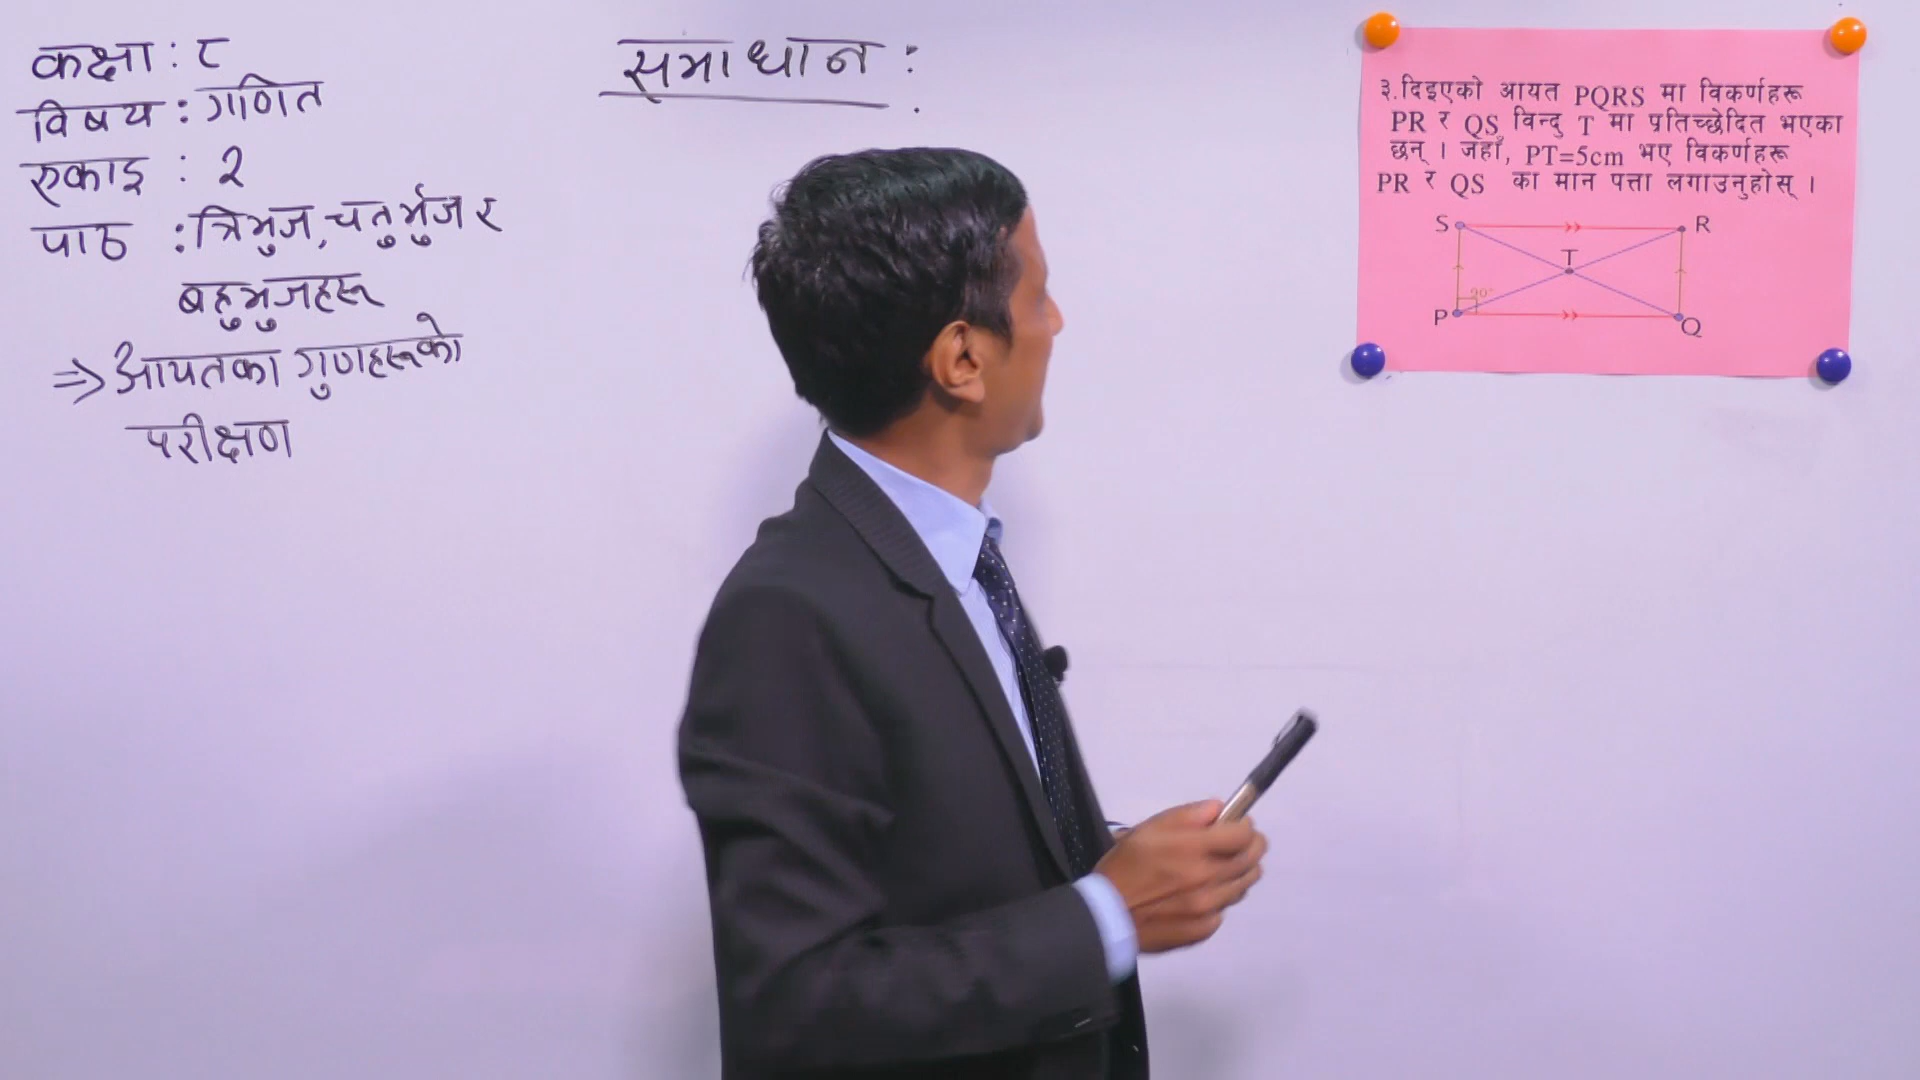 कक्षा : ८
विषय : गणित
एकाइ : २
पाठ : त्रिभुज, चतुर्भुज र
बहुभुजहरू
⇒ आयतका गुणहरूको
परीक्षण
समाधान :
३.दिइएको आयत PQRS मा विकर्णहरू
PR र QS विन्दु T मा प्रतिच्छेदित भएका
छन् । जहाँ, PT=5cm भए विकर्णहरू
PR र QS का मान पत्ता लगाउनुहोस् ।
S R
T
90°
P Q